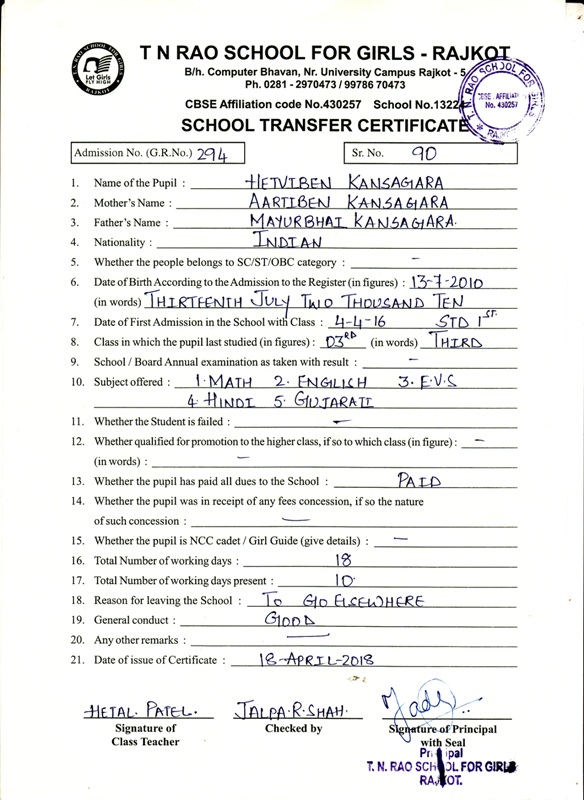 T. N. RAO SCHOOL FOR GIRLS
Let Girls
FLY HIGH
RAJKOT
T N RAO SCHOOL FOR GIRLS - RAJKOT
B/h. Computer Bhavan, Nr. University Campus Rajkot - 5
Ph. 0281 - 2970473 / 99786 70473
CBSE Affiliation code No.430257 School No.1322
T. N. RAO SCHOOL FOR GIRLS
CBSE. AFFILIATI
No. 430257
RAJKOT
SCHOOL TRANSFER CERTIFICATE
Admission No. (G.R.No.) 294 Sr. No. 90
1. Name of the Pupil : HETVIBEN KANSAGARA
2. Mother's Name : AARTIBEN KANSAGARA
3. Father's Name : MAYURBHAI KANSAGARA.
4. Nationality : INDIAN
5. Whether the people belongs to SC/ST/OBC category : -
6. Date of Birth According to the Admission to the Register (in figures) : 13-7-2010
(in words) THIRTEENTH JULY TWO THOUSAND TEN
7. Date of First Admission in the School with Class : 4-4-16 STD 1ST.
8. Class in which the pupil last studied (in figures) : 03RD (in words) THIRD
9. School / Board Annual examination as taken with result : -
10. Subject offered : 1. MATH 2. ENGLISH 3. E.V.S
4. HINDI 5. GUJARATI
11. Whether the Student is failed : -
12. Whether qualified for promotion to the higher class, if so to which class (in figure) : -
(in words) : -
13. Whether the pupil has paid all dues to the School : PAID
14. Whether the pupil was in receipt of any fees concession, if so the nature
of such concession : -
15. Whether the pupil is NCC cadet / Girl Guide (give details) : -
16. Total Number of working days : 18
17. Total Number of working days present : 10
18. Reason for leaving the School : TO GO ELSEWHERE
19. General conduct : GOOD
20. Any other remarks : -
21. Date of issue of Certificate : 18-APRIL-2018
HETAL. PATEL. JALPA.R.SHAH.
Signature of Checked by Signature of Principal
Class Teacher with Seal
Principal
T. N. RAO SCHOOL FOR GIRLS
RAJKOT.